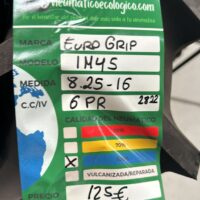 neumaticoecologico.com
MARCA EURO GRIP
MODELO IM45
MEDIDA 8.25-16
C.C/IV 6 PR 2822
CALIDAD DEL NEUMÁTICO
70%
X
VULCANIZADA/REPARADA
PRECIO 125€